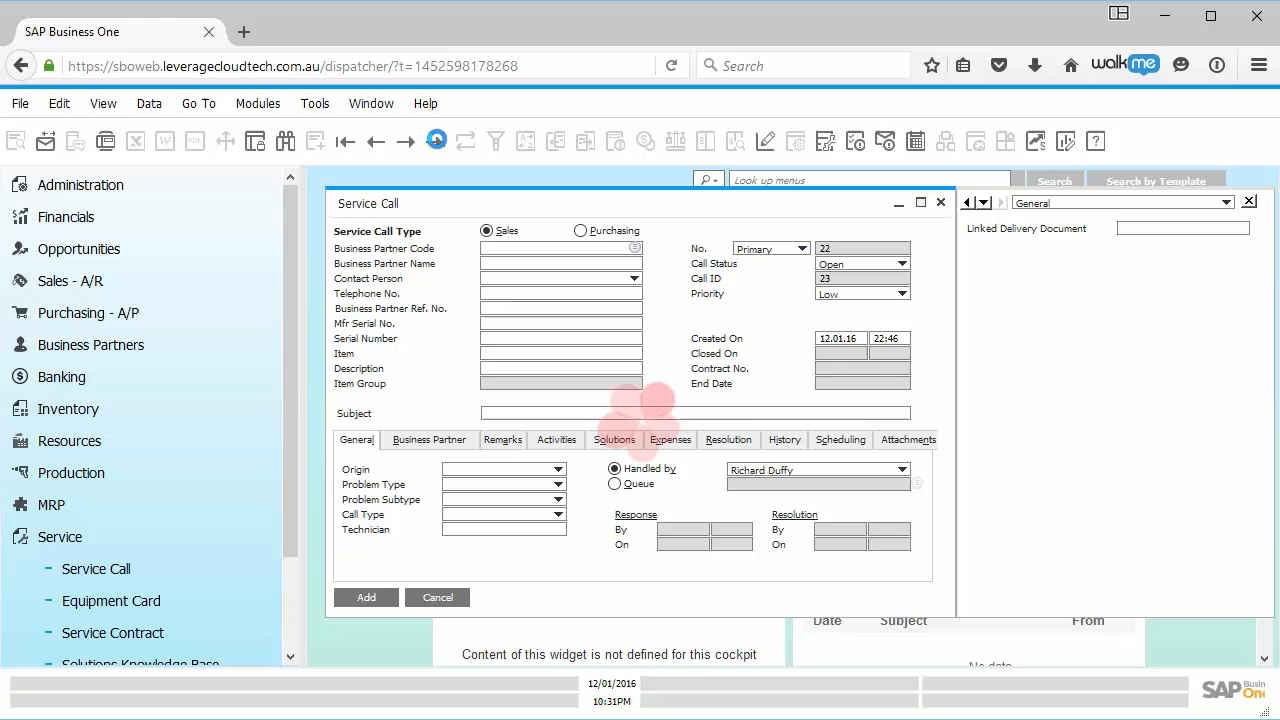 SAP Business One
https://sboweb.leveragecloudtech.com.au/dispatcher/?t=1452598178268
Search
walkme
File Edit View Data Go To Modules Tools Window Help
Look up menus
Search
Search by Template
Administration
Financials
Opportunities
Sales - A/R
Purchasing - A/P
Business Partners
Banking
Inventory
Resources
Production
MRP
Service
Service Call
Equipment Card
Service Contract
Solutions Knowledge Base
Service Call
Service Call Type Sales Purchasing
Business Partner Code No. Primary 22
Business Partner Name Call Status Open
Contact Person Call ID 23
Telephone No. Priority Low
Business Partner Ref. No.
Mfr Serial No.
Serial Number Created On 12.01.16 22:46
Item Closed On
Description Contract No.
Item Group End Date
Subject
General Business Partner Remarks Activities Solutions Expenses Resolution History Scheduling Attachments
Origin Handled by Richard Duffy
Problem Type Queue
Problem Subtype
Call Type Response Resolution
Technician By By
On On
Add Cancel
General
Linked Delivery Document
Date Subject From
Content of this widget is not defined for this cockpit
No data
12/01/2016
10:31PM
SAP Busin
One